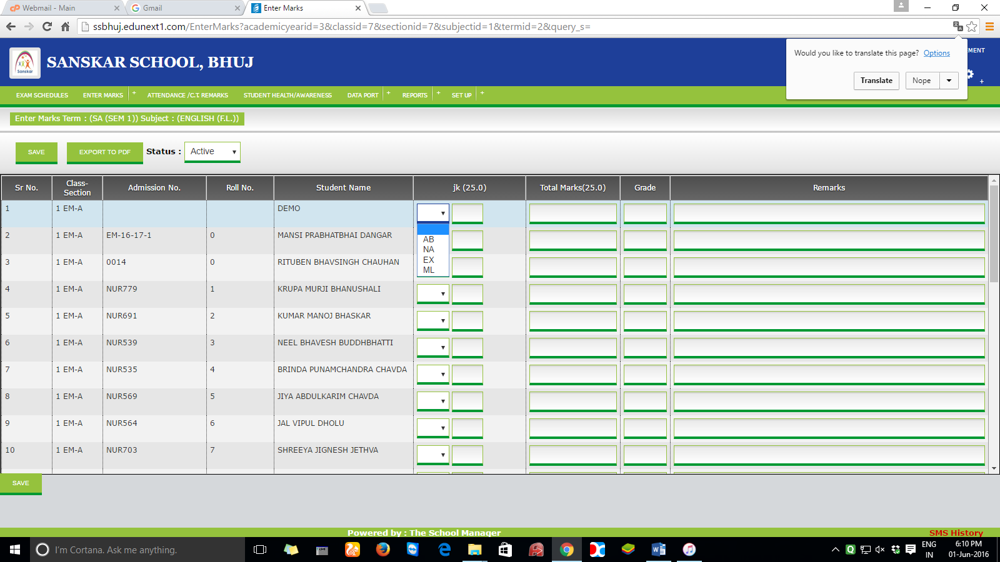 Webmail - Main
Gmail
Enter Marks
ssbhuj.edunext1.com/EnterMarks?academicyearid=3&classid=7&sectionid=7&subjectid=1&termid=2&query_s=
Would you like to translate this page? Options
Translate
Nope
EMENT
Sanskar
SANSKAR SCHOOL, BHUJ
+
EXAM SCHEDULES ENTER MARKS + ATTENDANCE /C.T. REMARKS STUDENT HEALTH/AWARENESS DATA PORT + REPORTS + SET UP +
Enter Marks Term : (SA (SEM 1)) Subject : (ENGLISH (F.L.))
SAVE EXPORT TO PDF Status : Active
Sr No. Class-Section Admission No. Roll No. Student Name jk (25.0) Total Marks(25.0) Grade Remarks
1 1 EM-A DEMO
2 1 EM-A EM-16-17-1 0 MANSI PRABHATBHAI DANGAR
3 1 EM-A 0014 0 RITUBEN BHAVSINGH CHAUHAN
AB
NA
EX
ML
4 1 EM-A NUR779 1 KRUPA MURJI BHANUSHALI
5 1 EM-A NUR691 2 KUMAR MANOJ BHASKAR
6 1 EM-A NUR539 3 NEEL BHAVESH BUDDHBHATTI
7 1 EM-A NUR535 4 BRINDA PUNAMCHANDRA CHAVDA
8 1 EM-A NUR569 5 JIYA ABDULKARIM CHAVDA
9 1 EM-A NUR564 6 JAL VIPUL DHOLU
10 1 EM-A NUR703 7 SHREEYA JIGNESH JETHVA
SAVE
Powered by : The School Manager
SMS History
I'm Cortana. Ask me anything.
ENG
IN
6:10 PM
01-Jun-2016